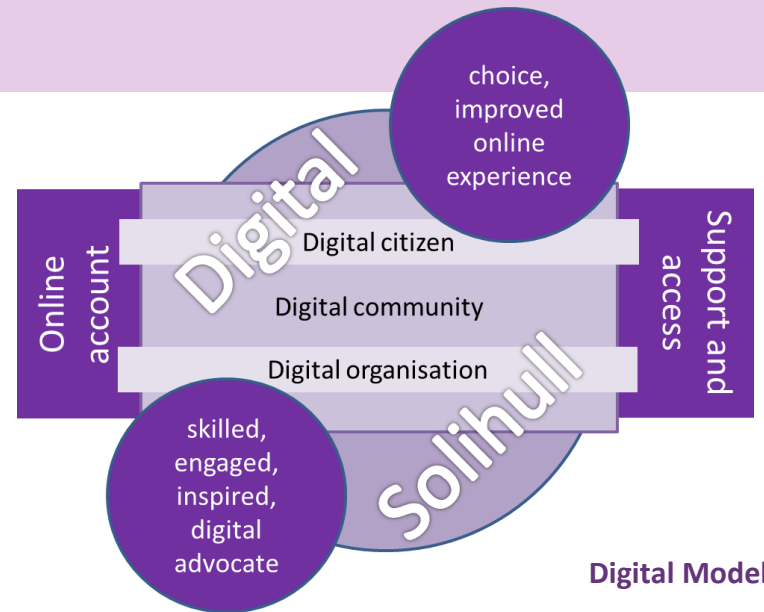 choice,
improved
online
experience
Digital
Online
account
Digital citizen
Digital community
Digital organisation
Support and
access
Solihull
skilled,
engaged,
inspired,
digital
advocate
Digital Model